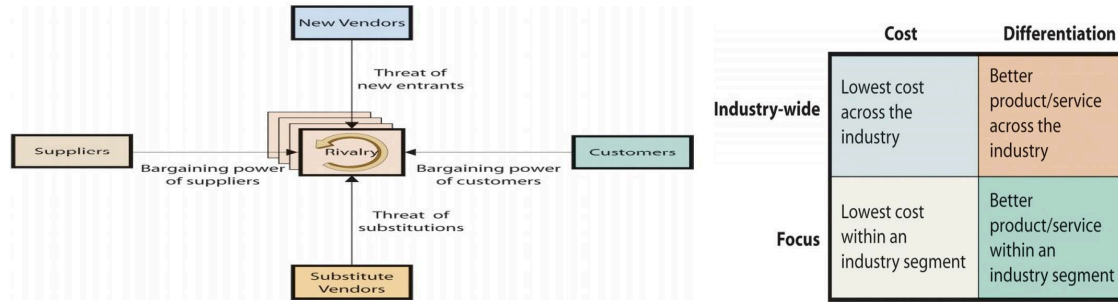 New Vendors
Threat of
new entrants
Suppliers
Bargaining power
of suppliers
Rivalry
Customers
Bargaining power
of customers
Threat of
substitutions
Substitute
Vendors
Cost
Differentiation
Industry-wide
Lowest cost
across the
industry
Better
product/service
across the
industry
Focus
Lowest cost
within an
industry segment
Better
product/service
within an
industry segment